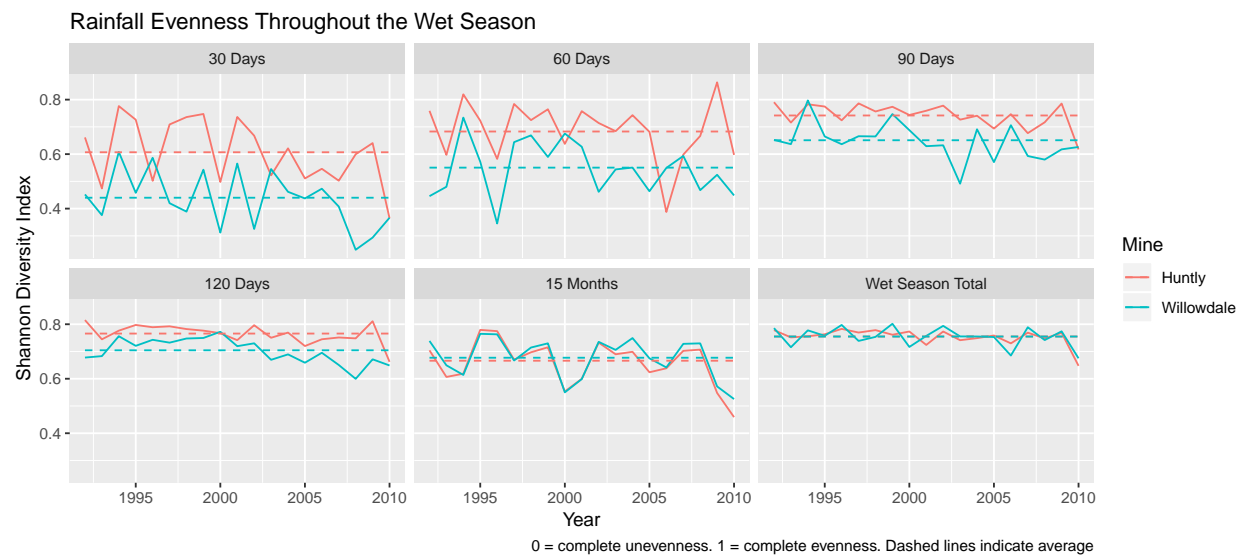 Rainfall Evenness Throughout the Wet Season
30 Days
60 Days
90 Days
0.8
0.6
0.4
120 Days
15 Months
Wet Season Total
0.8
0.6
0.4
1995
2000
2005
2010
1995
2000
2005
2010
1995
2000
2005
2010
Shannon Diversity Index
Year
Mine
Huntly
Willowdale
0 = complete unevenness. 1 = complete evenness. Dashed lines indicate average